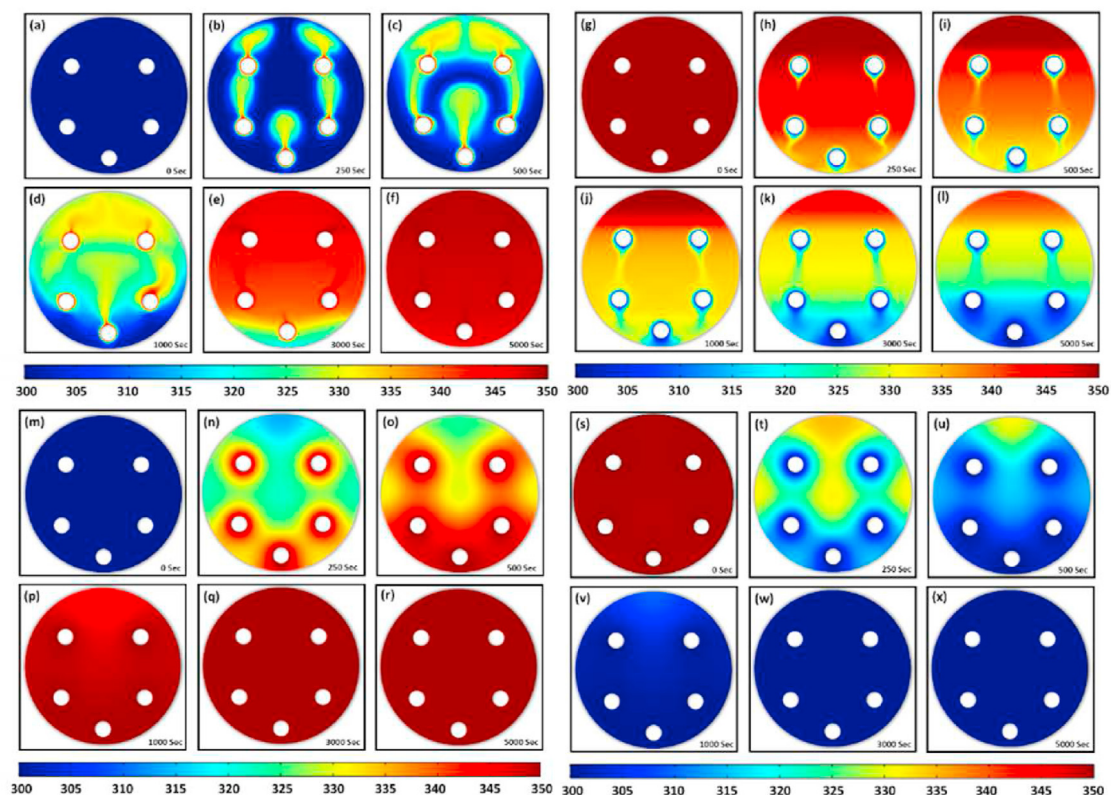 (a) 0 Sec
(b) 250 Sec
(c) 500 Sec
(d) 1000 Sec
(e) 3000 Sec
(f) 5000 Sec
300 305 310 315 320 325 330 335 340 345 350
(g) 0 Sec
(h) 250 Sec
(i) 500 Sec
(j) 1000 Sec
(k) 3000 Sec
(l) 5000 Sec
300 305 310 315 320 325 330 335 340 345 350
(m) 0 Sec
(n) 250 Sec
(o) 500 Sec
(p) 1000 Sec
(q) 3000 Sec
(r) 5000 Sec
300 305 310 315 320 325 330 335 340 345 350
(s) 0 Sec
(t) 250 Sec
(u) 500 Sec
(v) 1000 Sec
(w) 3000 Sec
(x) 5000 Sec
300 305 310 315 320 325 330 335 340 345 350